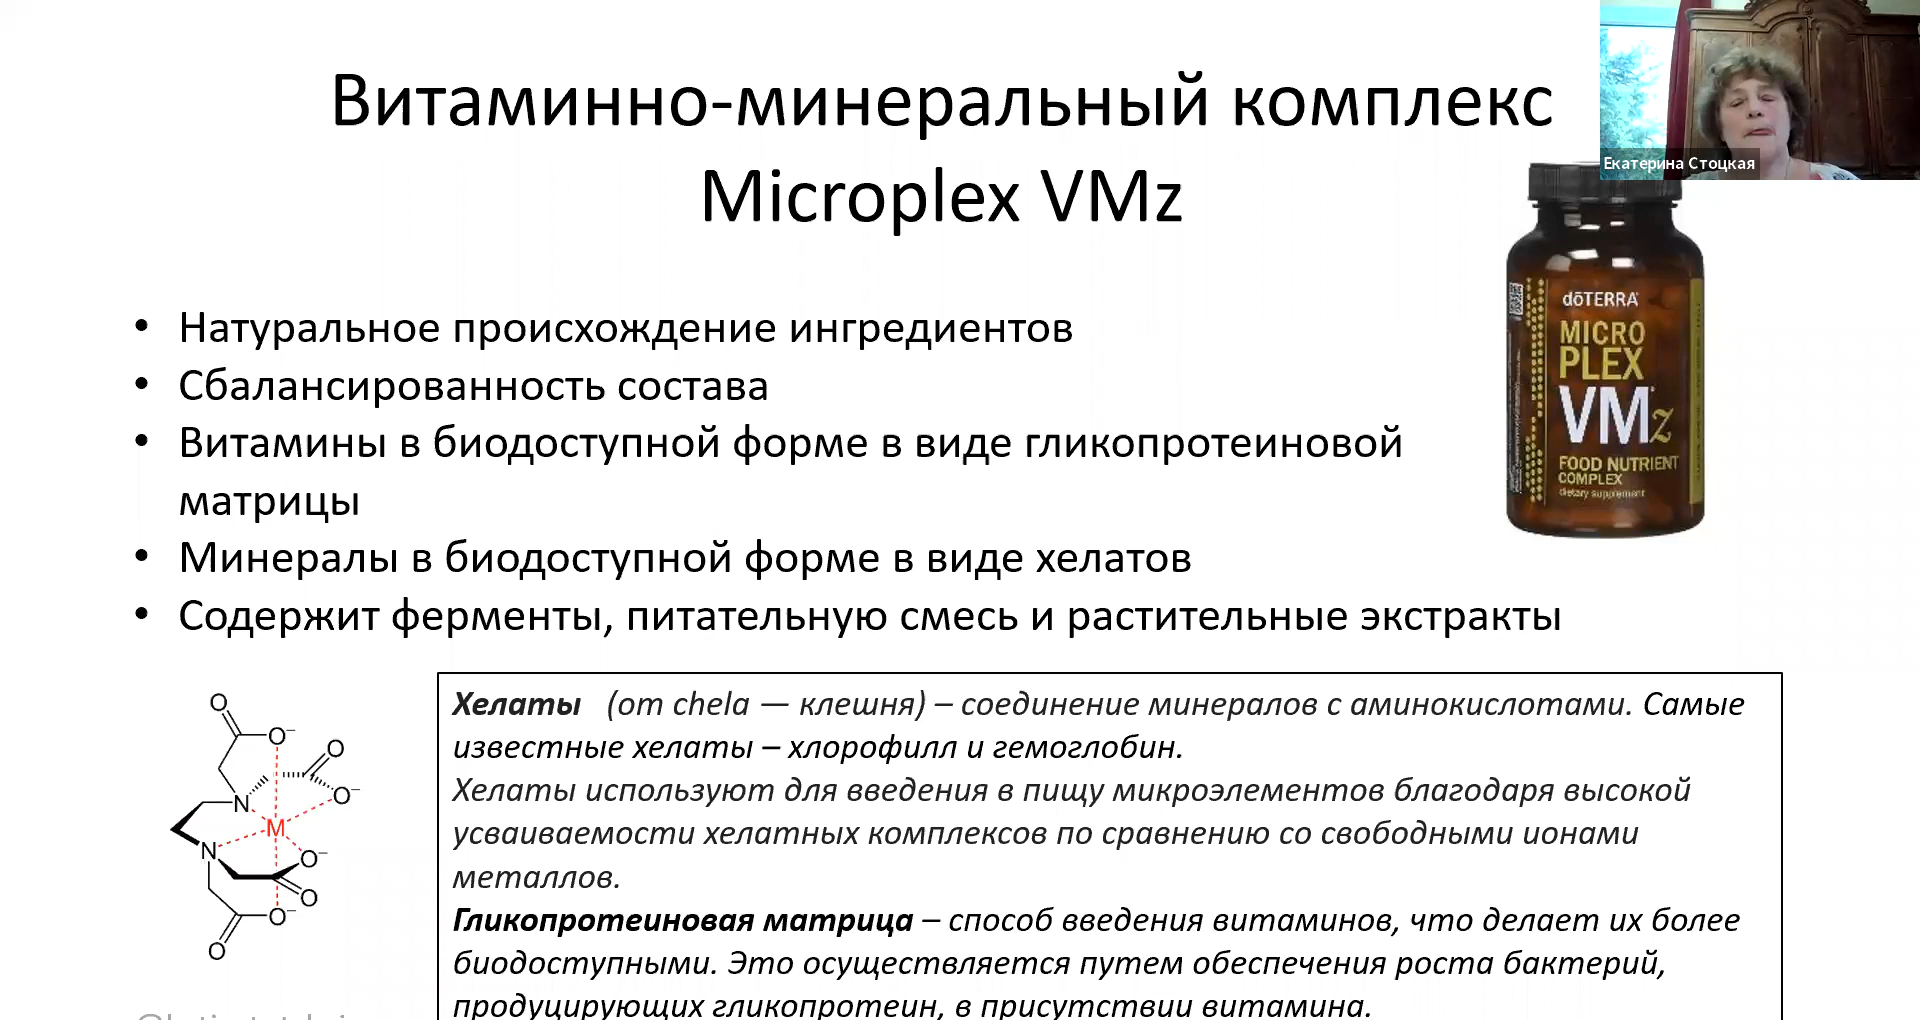 Витаминно-минеральный комплекс
Microplex VMz
Екатерина Стоцкая
• Натуральное происхождение ингредиентов
• Сбалансированность состава
• Витамины в биодоступной форме в виде гликопротеиновой
матрицы
• Минералы в биодоступной форме в виде хелатов
• Содержит ферменты, питательную смесь и растительные экстракты
dōTERRA
MICRO
PLEX
VMz
FOOD NUTRIENT
COMPLEX
dietary supplement
O
O⁻
O
O⁻
N
M
N
O⁻
O
O⁻
O
Хелаты (от chela — клешня) – соединение минералов с аминокислотами. Самые
известные хелаты – хлорофилл и гемоглобин.
Хелаты используют для введения в пищу микроэлементов благодаря высокой
усваиваемости хелатных комплексов по сравнению со свободными ионами
металлов.
Гликопротеиновая матрица – способ введения витаминов, что делает их более
биодоступными. Это осуществляется путем обеспечения роста бактерий,
продуцирующих гликопротеин, в присутствии витамина.